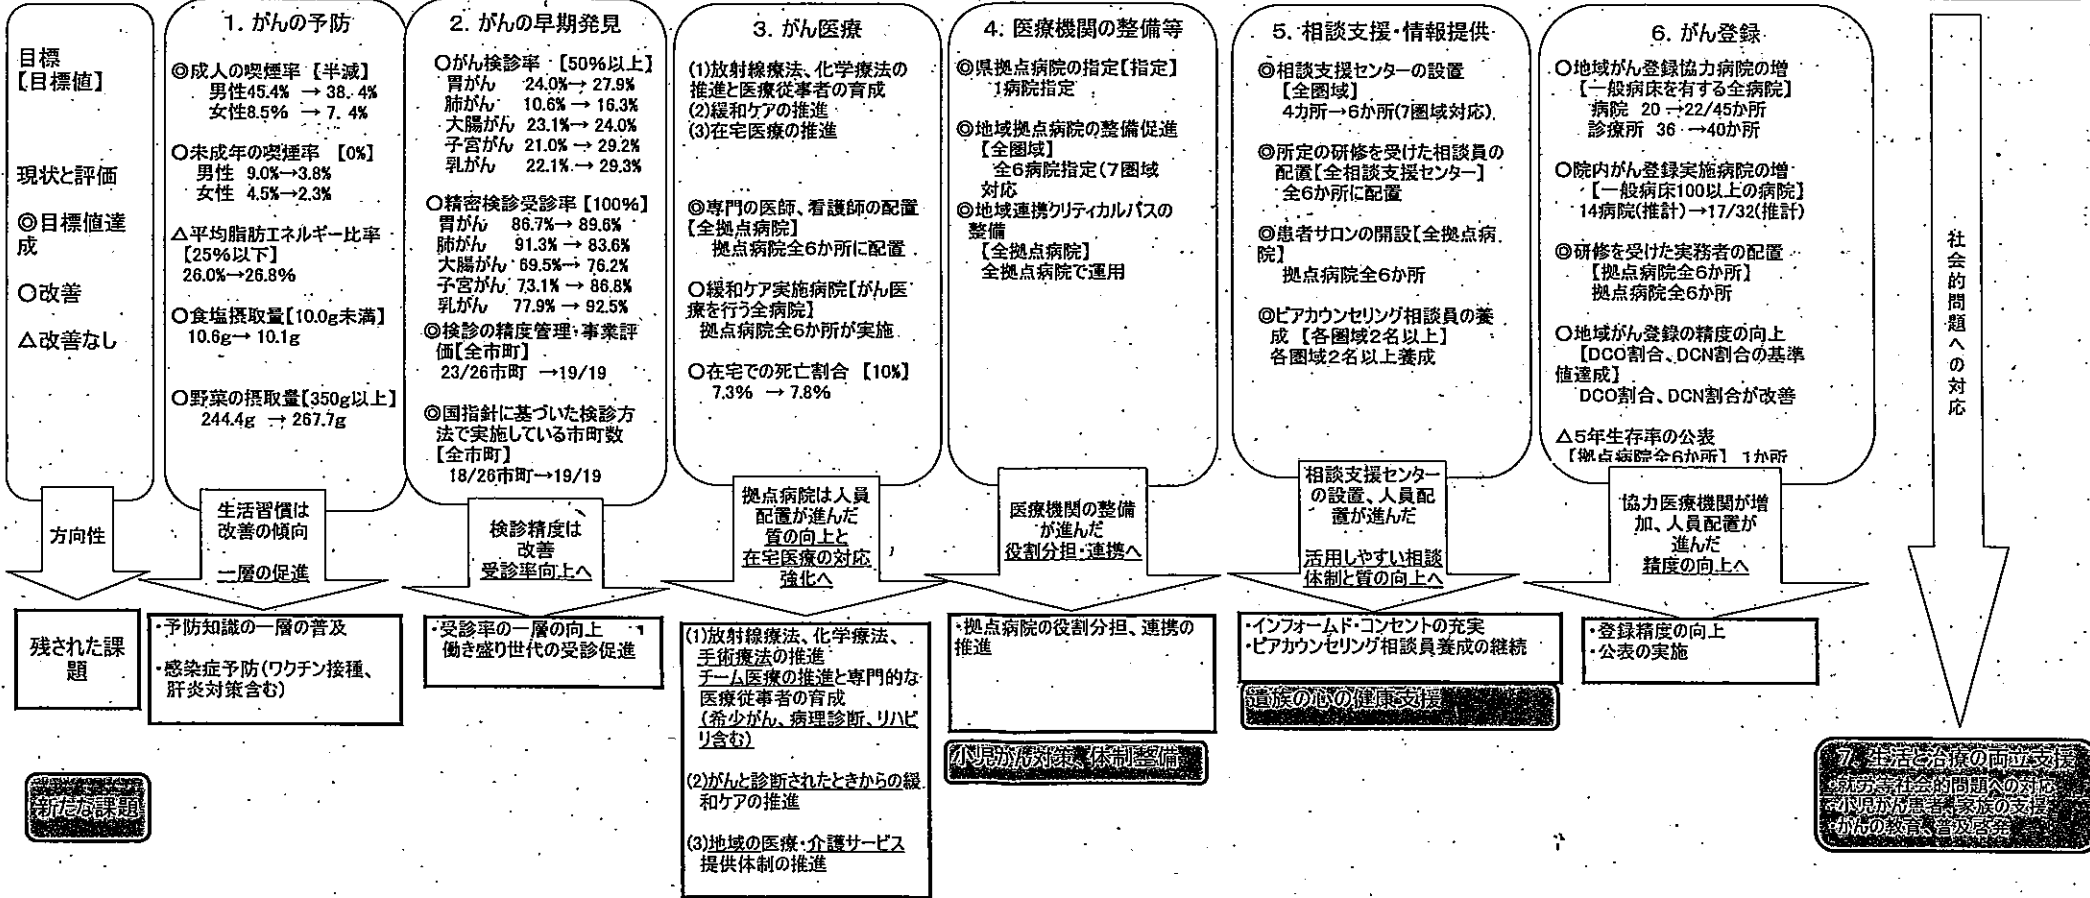 目標
【目標値】
現状と評価
◎目標値達
成
○改善
△改善なし
方向性
残された課
題
新たな課題
1. がんの予防
◎成人の喫煙率 【半減】
男性45.4% → 38. 4%
女性8.5% → 7. 4%
○未成年の喫煙率 【0%】
男性 9.0%→3.8%
女性 4.5%→2.3%
△平均脂肪エネルギー比率
【25%以下】
26.0%→26.8%
○食塩摂取量【10.0g未満】
10.6g→ 10.1g
○野菜の摂取量【350g以上】
244.4g → 267.7g
生活習慣は
改善の傾向
一層の促進
・予防知識の一層の普及
・感染症予防(ワクチン接種、
肝炎対策含む)
2. がんの早期発見
○がん検診率 【50%以上】
胃がん 24.0%→ 27.9%
肺がん 10.6% → 16.3%
大腸がん 23.1%→ 24.0%
子宮がん 21.0% → 29.2%
乳がん 22.1%→ 29.3%
○精密検診受診率【100%】
胃がん 86.7%→ 89.6%
肺がん 91.3% → 83.6%
大腸がん 69.5%→ 76.2%
子宮がん 73.1% → 86.8%
乳がん 77.9% → 92.5%
◎検診の精度管理・事業評
価【全市町】
23/26市町 →19/19
◎国指針に基づいた検診方
法で実施している市町数
【全市町】
18/26市町→19/19
検診精度は
改善
受診率向上へ
・受診率の一層の向上
働き盛り世代の受診促進
3. がん医療
(1)放射線療法、化学療法の
推進と医療従事者の育成
(2)緩和ケアの推進
(3)在宅医療の推進
◎専門の医師、看護師の配置
【全拠点病院】
拠点病院全6か所に配置
○緩和ケア実施病院【がん医
療を行う全病院】
拠点病院全6か所が実施
○在宅での死亡割合 【10%】
7.3% → 7.8%
拠点病院は人員
配置が進んだ
質の向上と
在宅医療の対応
強化へ
(1)放射線療法、化学療法、
手術療法の推進
チーム医療の推進と専門的な
医療従事者の育成
(希少がん、病理診断、リハビ
リ含む)
(2)がんと診断されたときからの緩
和ケアの推進
(3)地域の医療・介護サービス
提供体制の推進
4. 医療機関の整備等
◎県拠点病院の指定【指定】
1病院指定
◎地域拠点病院の整備促進
【全圏域】
全6病院指定(7圏域
対応
◎地域連携クリティカルパスの
整備
【全拠点病院】
全拠点病院で運用
医療機関の整備
が進んだ
役割分担・連携へ
・拠点病院の役割分担、連携の
推進
小児がん対策、体制整備
5. 相談支援・情報提供
◎相談支援センターの設置
【全圏域】
4カ所→6か所(7圏域対応)
◎所定の研修を受けた相談員の
配置【全相談支援センター】
全6か所に配置
◎患者サロンの開設【全拠点病
院】
拠点病院全6か所
◎ピアカウンセリング相談員の養
成 【各圏域2名以上】
各圏域2名以上養成
相談支援センター
の設置、人員配
置が進んだ
活用しやすい相談
体制と質の向上へ
・インフォームド・コンセントの充実
・ピアカウンセリング相談員養成の継続
遺族の心の健康支援
6. がん登録
○地域がん登録協力病院の増
【一般病床を有する全病院】
病院 20 →22/45か所
診療所 36 →40か所
○院内がん登録実施病院の増
【一般病床100以上の病院】
14病院(推計)→17/32(推計)
◎研修を受けた実務者の配置
【拠点病院全6か所】
拠点病院全6か所
○地域がん登録の精度の向上
【DCO割合、DCN割合の基準
値達成】
DCO割合、DCN割合が改善
△5年生存率の公表
【拠点病院全6か所】 1か所
協力医療機関が増
加、人員配置が
進んだ
精度の向上へ
・登録精度の向上
・公表の実施
社会的問題への対応
7. 生活と治療の両立支援
・就労等社会的問題への対応
・小児がん患者、家族の支援
・がんの教育、普及啓発